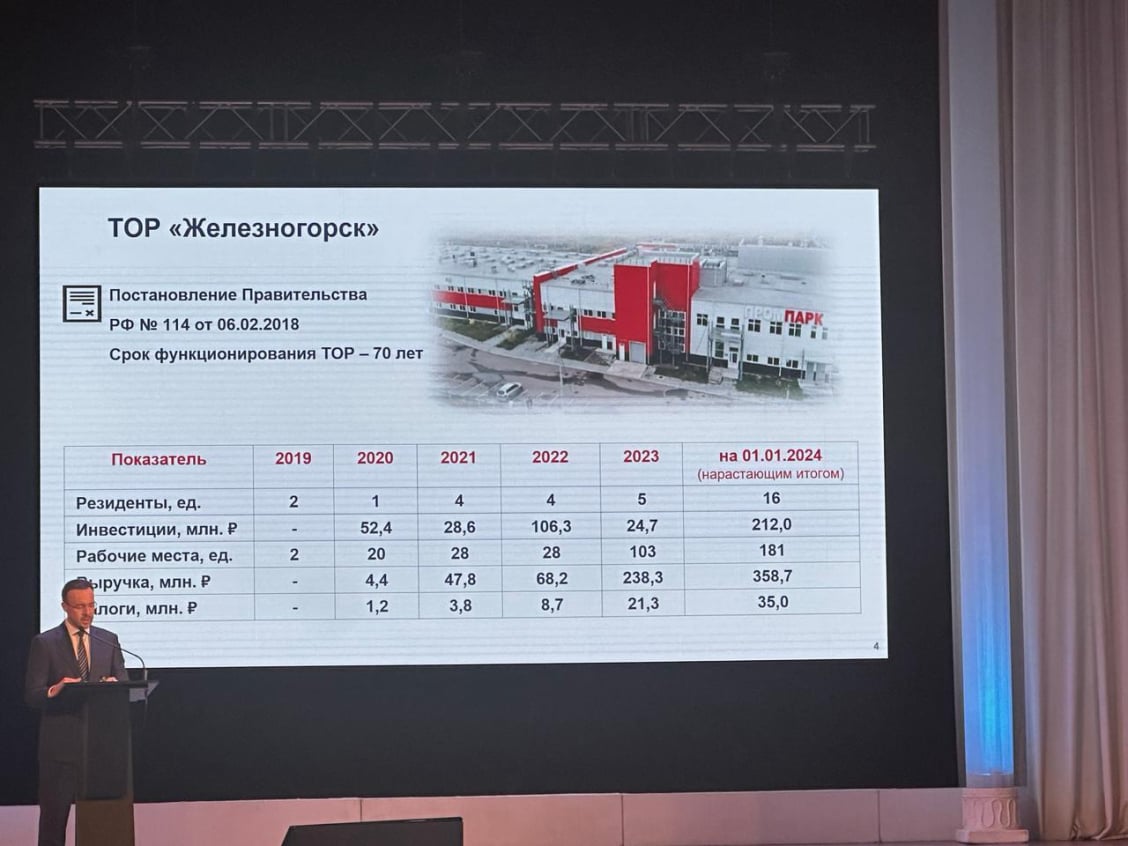 ТОР «Железногорск»
Постановление Правительства
РФ № 114 от 06.02.2018
Срок функционирования ТОР – 70 лет
ПРОМПАРК
Показатель 2019 2020 2021 2022 2023 на 01.01.2024
(нарастающим итогом)
Резиденты, ед. 2 1 4 4 5 16
Инвестиции, млн. ₽ - 52,4 28,6 106,3 24,7 212,0
Рабочие места, ед. 2 20 28 28 103 181
ыручка, млн. ₽ - 4,4 47,8 68,2 238,3 358,7
логи, млн. ₽ - 1,2 3,8 8,7 21,3 35,0
4